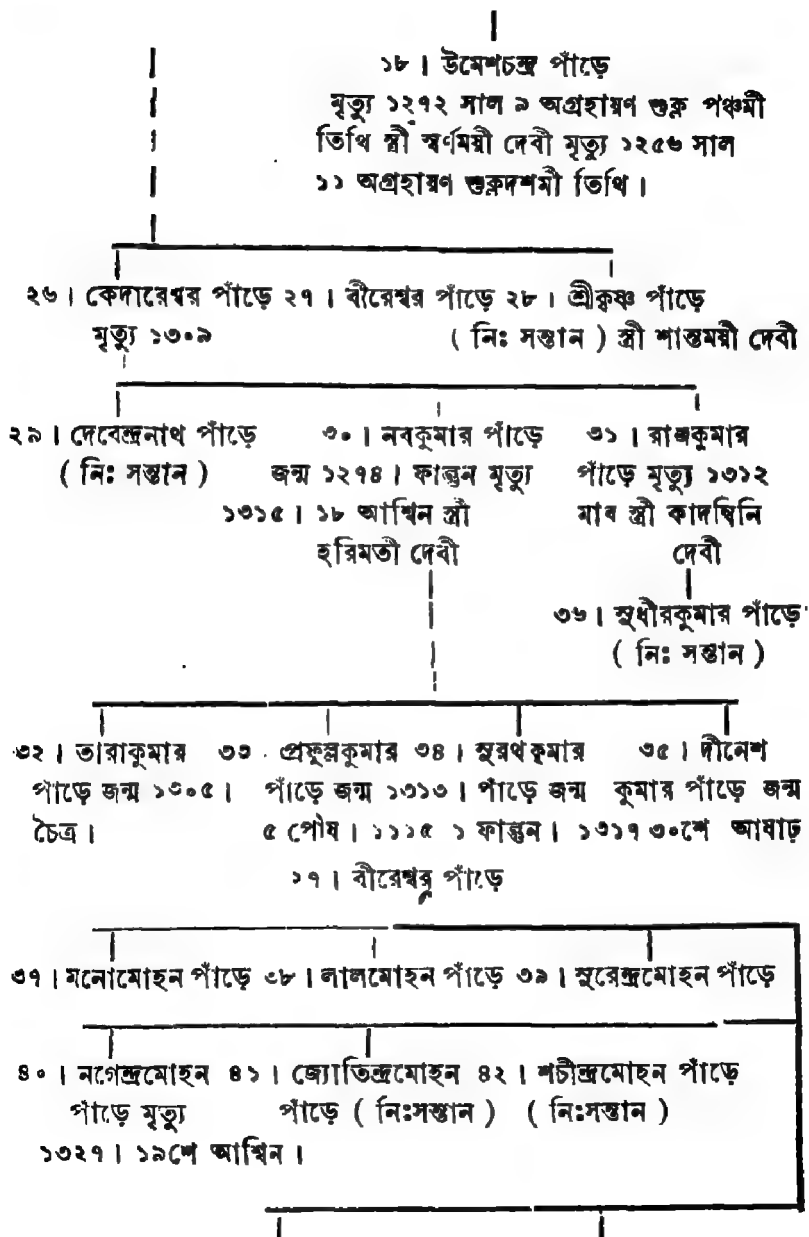 ১৮। উমেশচন্দ্র পাঁড়ে
মৃত্যু ১২৭২ সাল ৯ অগ্রহায়ণ শুক্ল পঞ্চমী
তিথি স্ত্রী স্বর্ণময়ী দেবী মৃত্যু ১২৫৬ সাল
১১ অগ্রহায়ণ শুক্লদশমী তিথি।
২৬। কেদারেশ্বর পাঁড়ে ২৭। বীরেশ্বর পাঁড়ে ২৮। শ্রীকৃষ্ণ পাঁড়ে
মৃত্যু ১৩০৯ ( নিঃ সন্তান ) স্ত্রী শান্তময়ী দেবী
২৯। দেবেন্দ্রনাথ পাঁড়ে ৩০। নবকুমার পাঁড়ে ৩১। রাজকুমার
( নিঃ সন্তান ) জন্ম ১২৭৪। ফাল্গুন মৃত্যু পাঁড়ে মৃত্যু ১৩১২
১৩১৫। ১৮ আশ্বিন স্ত্রী মাঘ স্ত্রী কাদম্বিনি
হরিমতী দেবী দেবী
৩৬। সুধীরকুমার পাঁড়ে
( নিঃ সন্তান )
৩২। তারাকুমার ৩৩ প্রফুল্লকুমার ৩৪। সুরথকুমার ৩৫। দীনেশ
পাঁড়ে জন্ম ১৩০৫। পাঁড়ে জন্ম ১৩১৩। পাঁড়ে জন্ম কুমার পাঁড়ে জন্ম
চৈত্র। ৫ পৌষ। ১১১৫ ১ ফাল্গুন। ১৩১৭ ৩০শে আষাঢ়
২৭। বীরেশ্বর পাঁড়ে
৩৭। মনোমোহন পাঁড়ে ৩৮। লালমোহন পাঁড়ে ৩৯। সুরেন্দ্রমোহন পাঁড়ে
৪০। নগেন্দ্রমোহন ৪১। জ্যোতিন্দ্রমোহন ৪২। শচীন্দ্রমোহন পাঁড়ে
পাঁড়ে মৃত্যু পাঁড়ে ( নিঃসন্তান ) ( নিঃসন্তান )
১৩২৭। ১৯শে আশ্বিন।